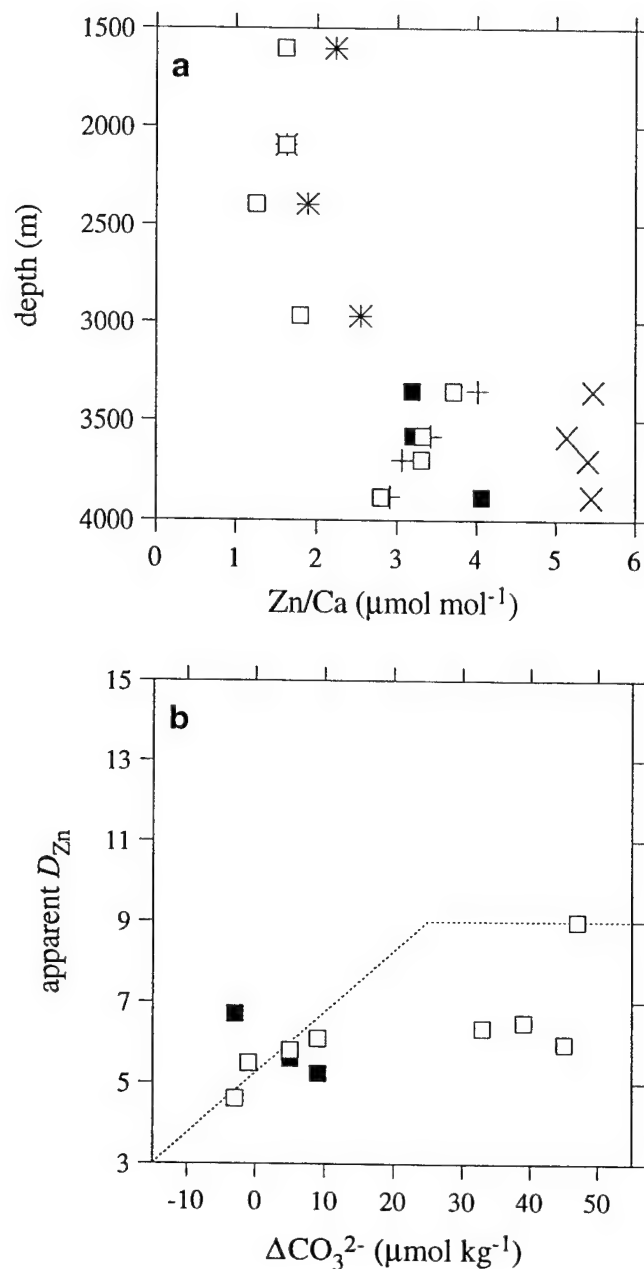 1500
a
2000
2500
3000
3500
4000
depth (m)
0 1 2 3 4 5 6
Zn/Ca (μmol mol⁻¹)
15
b
13
11
9
7
5
3
apparent D_Zn
-10 0 10 20 30 40 50
ΔCO₃²⁻ (μmol kg⁻¹)